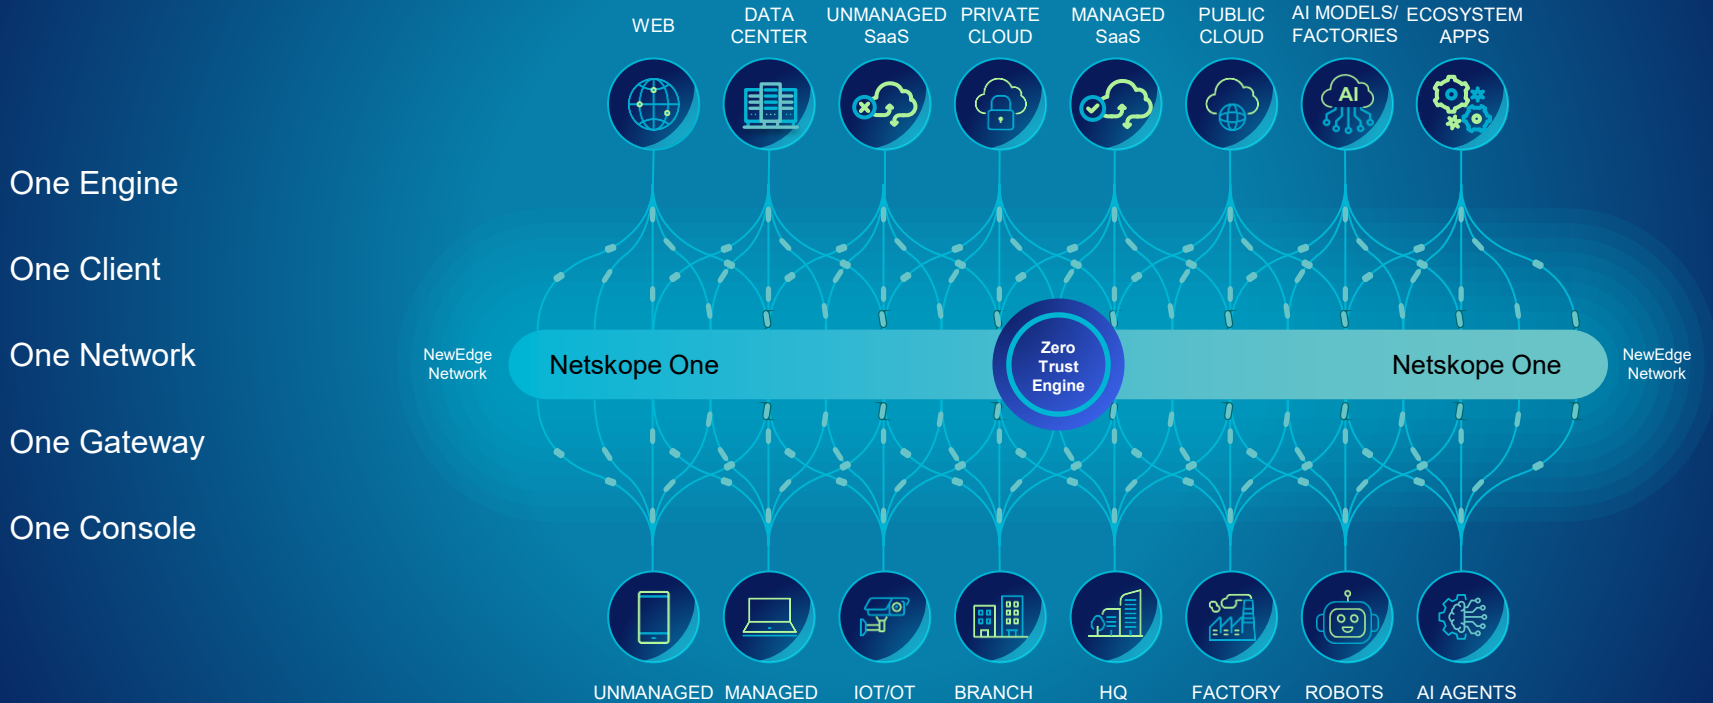 WEB
DATA
CENTER
UNMANAGED
SaaS
PRIVATE
CLOUD
MANAGED
SaaS
PUBLIC
CLOUD
AI MODELS/
FACTORIES
ECOSYSTEM
APPS
AI
One Engine
One Client
One Network
One Gateway
One Console
NewEdge
Network
Netskope One
Zero
Trust
Engine
Netskope One
NewEdge
Network
UNMANAGED
MANAGED
IOT/OT
BRANCH
HQ
FACTORY
ROBOTS
AI AGENTS